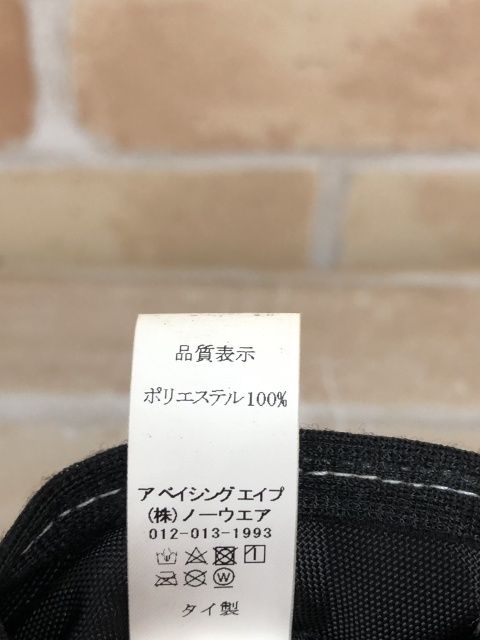 品質表示
ポリエステル100%
アベイシングエイプ
(株)ノーウエア
012-013-1993
タイ製